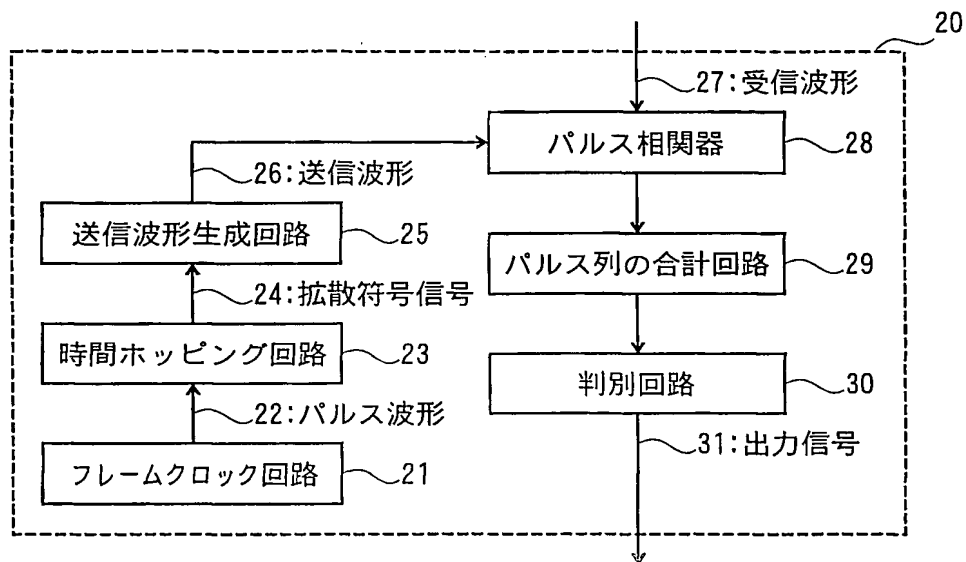 20
27:受信波形
パルス相関器
28
26:送信波形
送信波形生成回路
25
パルス列の合計回路
29
24:拡散符号信号
時間ホッピング回路
23
判別回路
30
22:パルス波形
31:出力信号
フレームクロック回路
21